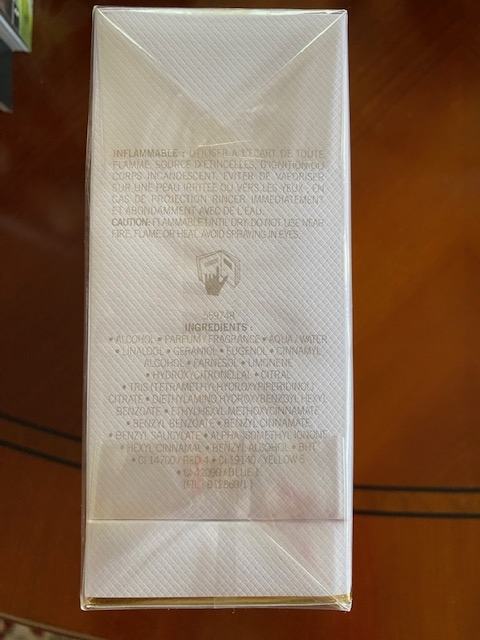 INFLAMMABLE : UTILISER A L'ECART DE TOUTE
FLAMME, SOURCE D'ETINCELLES, D'IGNITION OU
CORPS INCANDESCENT. EVITER DE VAPORISER
SUR UNE PEAU IRRITEE OU VERS LES YEUX ; EN
CAS DE PROJECTION RINCER IMMEDIATEMENT
ET ABONDAMMENT AVEC DE L'EAU.
CAUTION: FLAMMABLE UNTIL DRY. DO NOT USE NEAR
FIRE, FLAME OR HEAT. AVOID SPRAYING IN EYES.
INGREDIENTS :
• ALCOHOL • PARFUM / FRAGRANCE • AQUA / WATER
• LINALOOL • GERANIOL • EUGENOL • CINNAMYL
ALCOHOL • FARNESOL • LIMONENE
• HYDROXYCITRONELLAL • CITRAL
• TRIS (TETRAMETHYLHYDROXYPIPERIDINOL)
CITRATE • DIETHYLAMINO HYDROXYBENZOYL HEXYL
BENZOATE • ETHYLHEXYL METHOXYCINNAMATE
• BENZYL BENZOATE • BENZYL CINNAMATE
• BENZYL SALICYLATE • ALPHA-ISOMETHYL IONONE
• HEXYL CINNAMAL • BENZYL ALCOHOL • BHT
• CI 14700 / RED 4 • CI 19140 / YELLOW 5
• CI 42090 / BLUE 1